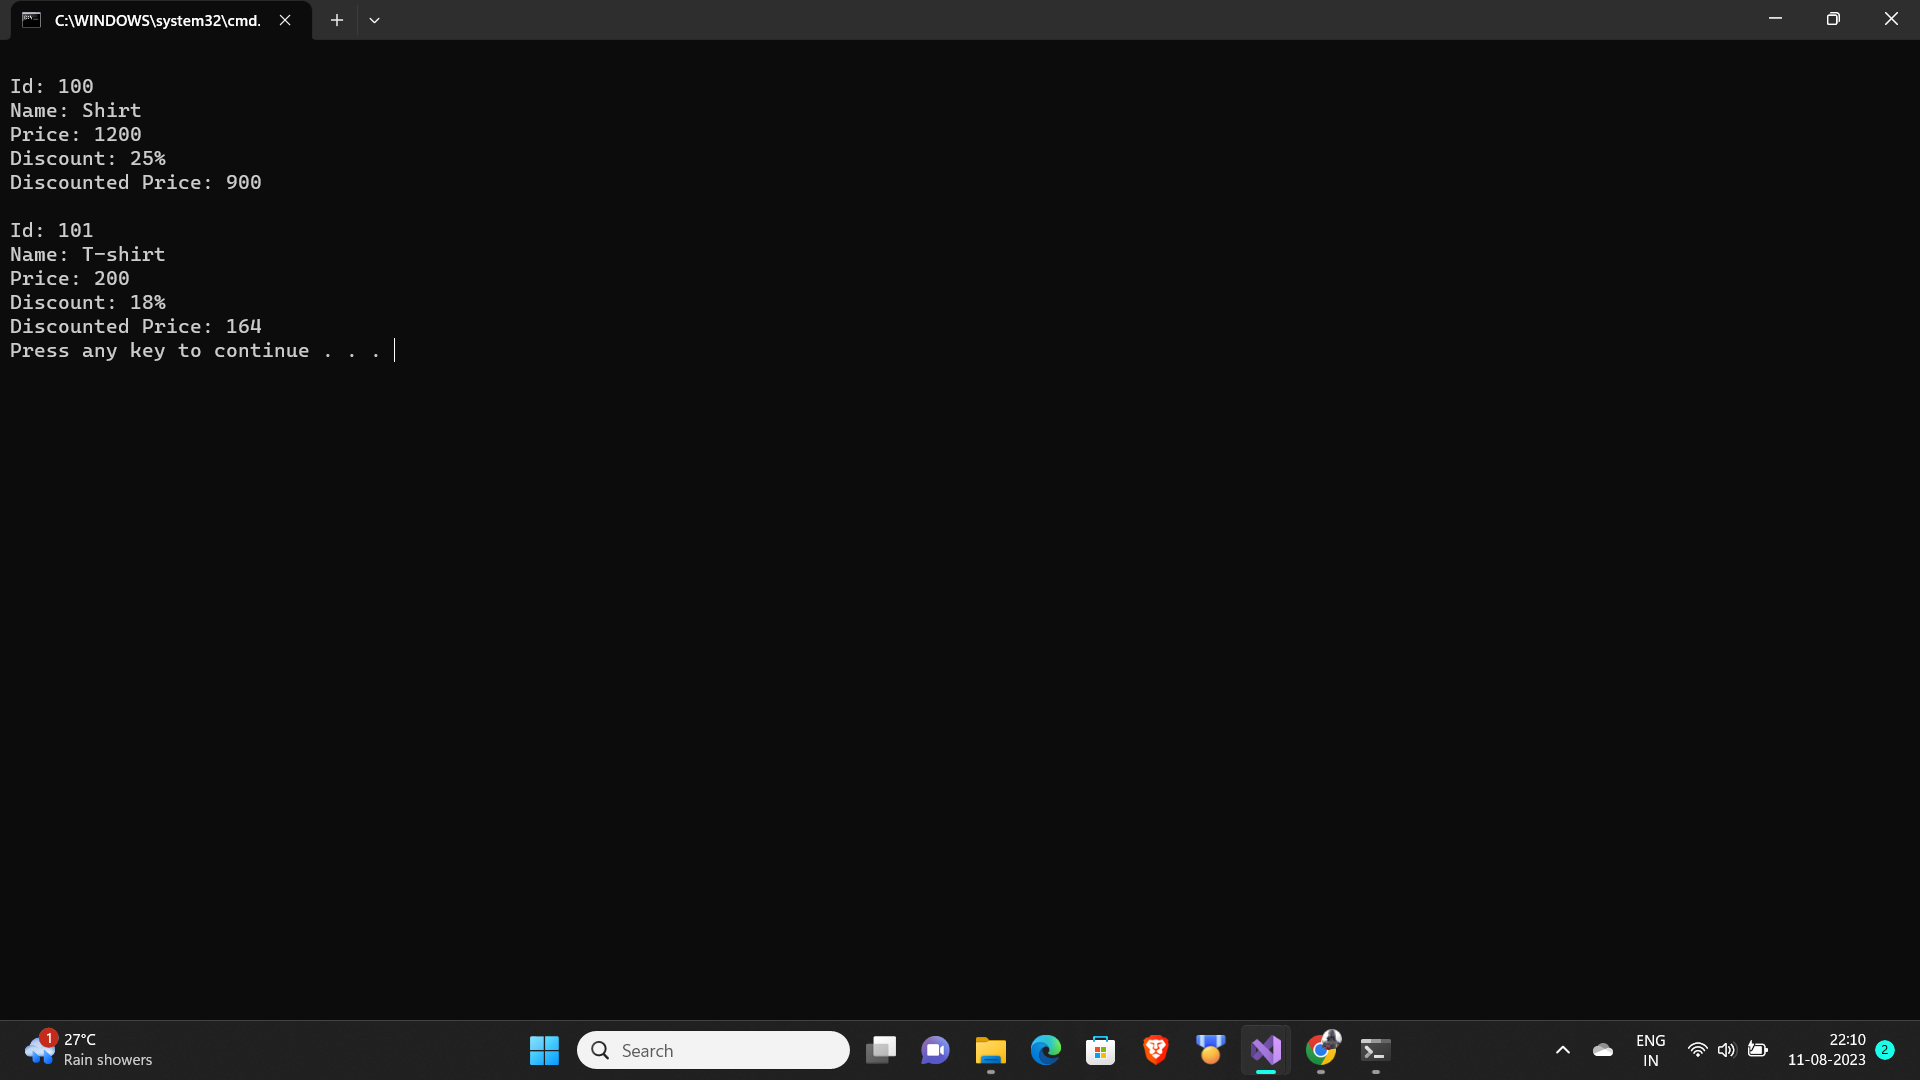 C:\WINDOWS\system32\cmd.
Id: 100
Name: Shirt
Price: 1200
Discount: 25%
Discounted Price: 900
Id: 101
Name: T-shirt
Price: 200
Discount: 18%
Discounted Price: 164
Press any key to continue . . .
1
27°C
Rain showers
Search
ENG
IN
22:10
11-08-2023
2